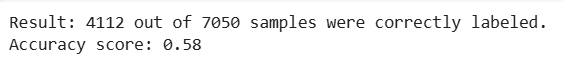 Result: 4112 out of 7050 samples were correctly labeled.
Accuracy score: 0.58